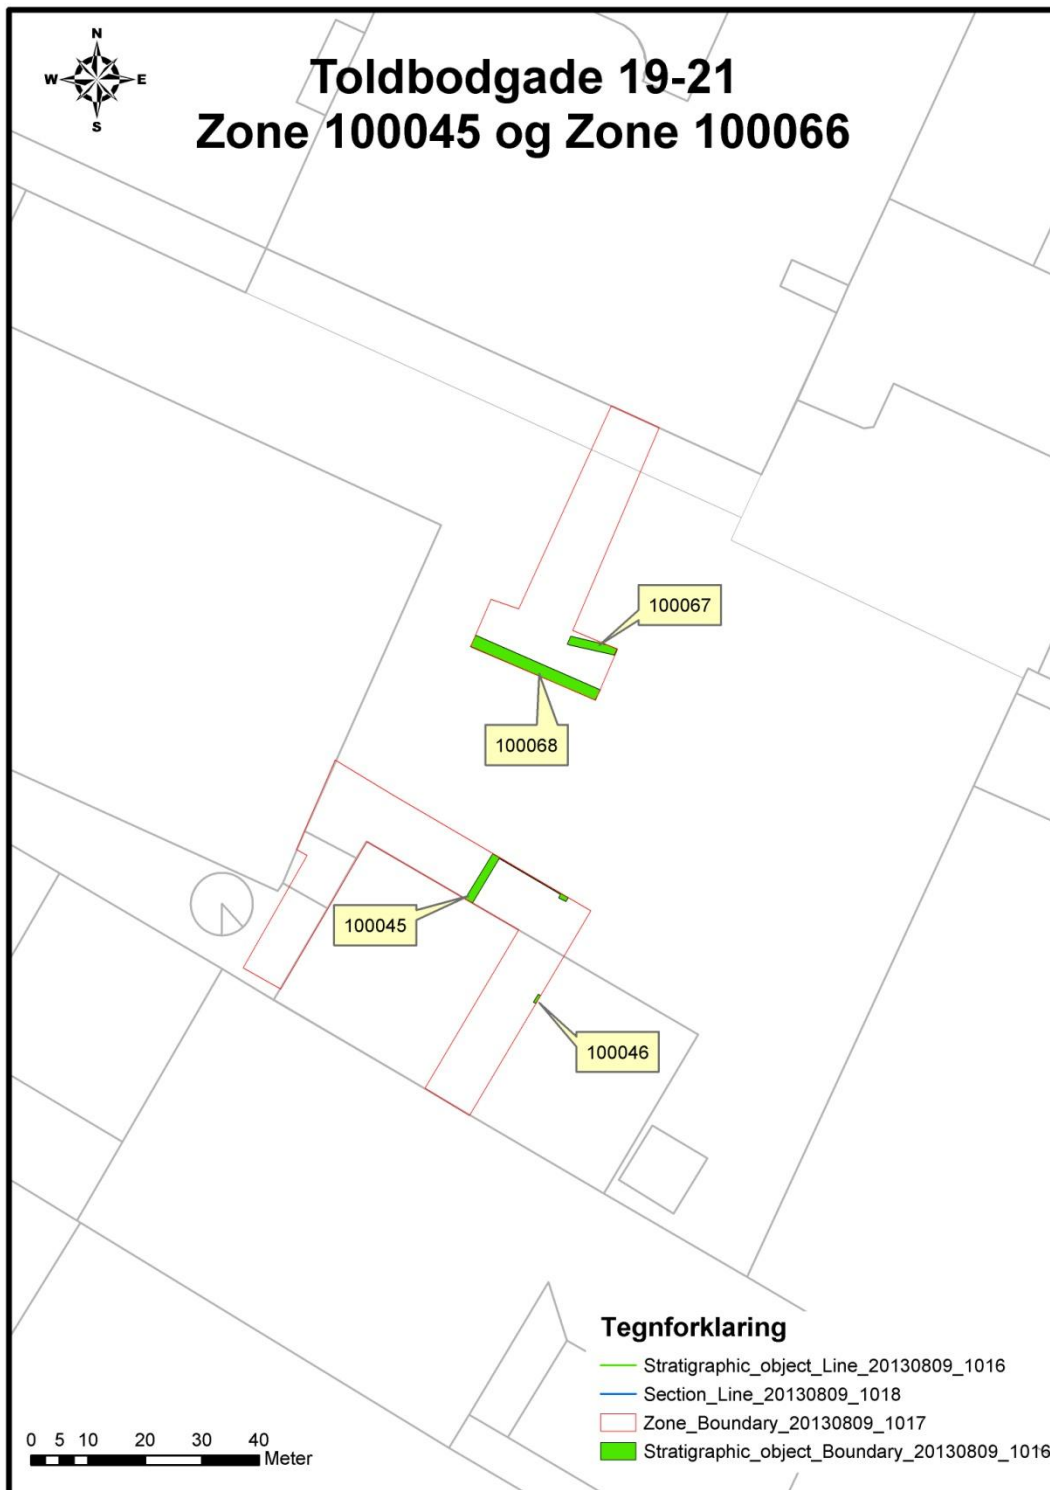 N
W E
S
Toldbodgade 19-21
Zone 100045 og Zone 100066
100067
100068
100045
100046
Tegnforklaring
Stratigraphic_object_Line_20130809_1016
Section_Line_20130809_1018
Zone_Boundary_20130809_1017
Stratigraphic_object_Boundary_20130809_1016
0 5 10 20 30 40
Meter